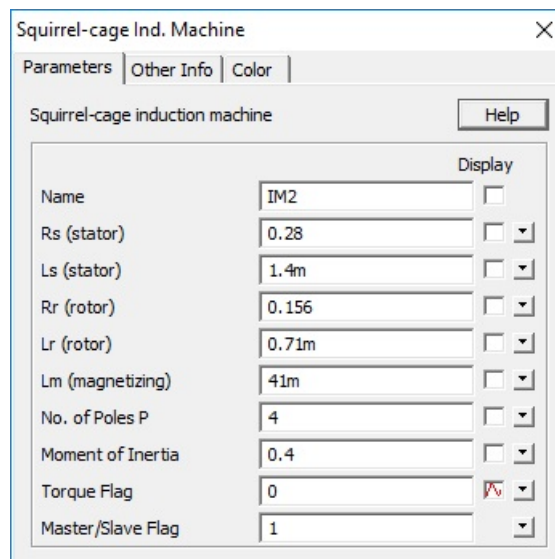 Squirrel-cage Ind. Machine
Parameters Other Info Color
Squirrel-cage induction machine Help
Display
Name IM2
Rs (stator) 0.28
Ls (stator) 1.4m
Rr (rotor) 0.156
Lr (rotor) 0.71m
Lm (magnetizing) 41m
No. of Poles P 4
Moment of Inertia 0.4
Torque Flag 0
Master/Slave Flag 1